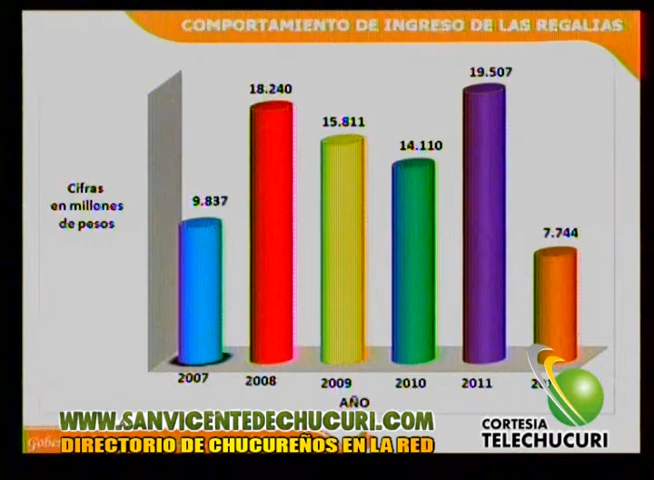 COMPORTAMIENTO DE INGRESO DE LAS REGALIAS
19.507
18.240
15.811
14.110
9.837
7.744
Cifras
en millones
de pesos
2007 2008 2009 2010 2011
AÑO
WWW.SANVICENTEDECHUCURI.COM
DIRECTORIO DE CHUCUREÑOS EN LA RED
CORTESIA
TELECHUCURI